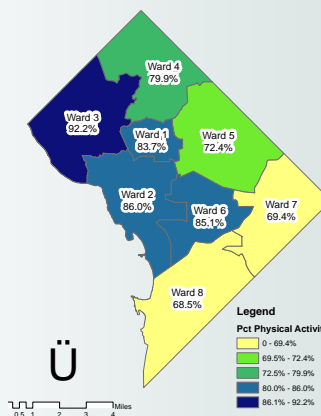 Ward 4
79.9%
Ward 3
92.2%
Ward 1
83.7%
Ward 5
72.4%
Ward 2
86.0%
Ward 6
85.1%
Ward 7
69.4%
Ward 8
68.5%
Legend
Pct Physical Activi
0 - 69.4%
69.5% - 72.4%
72.5% - 79.9%
80.0% - 86.0%
86.1% - 92.2%
Ü
Miles
0 0.5 1 2 3 4